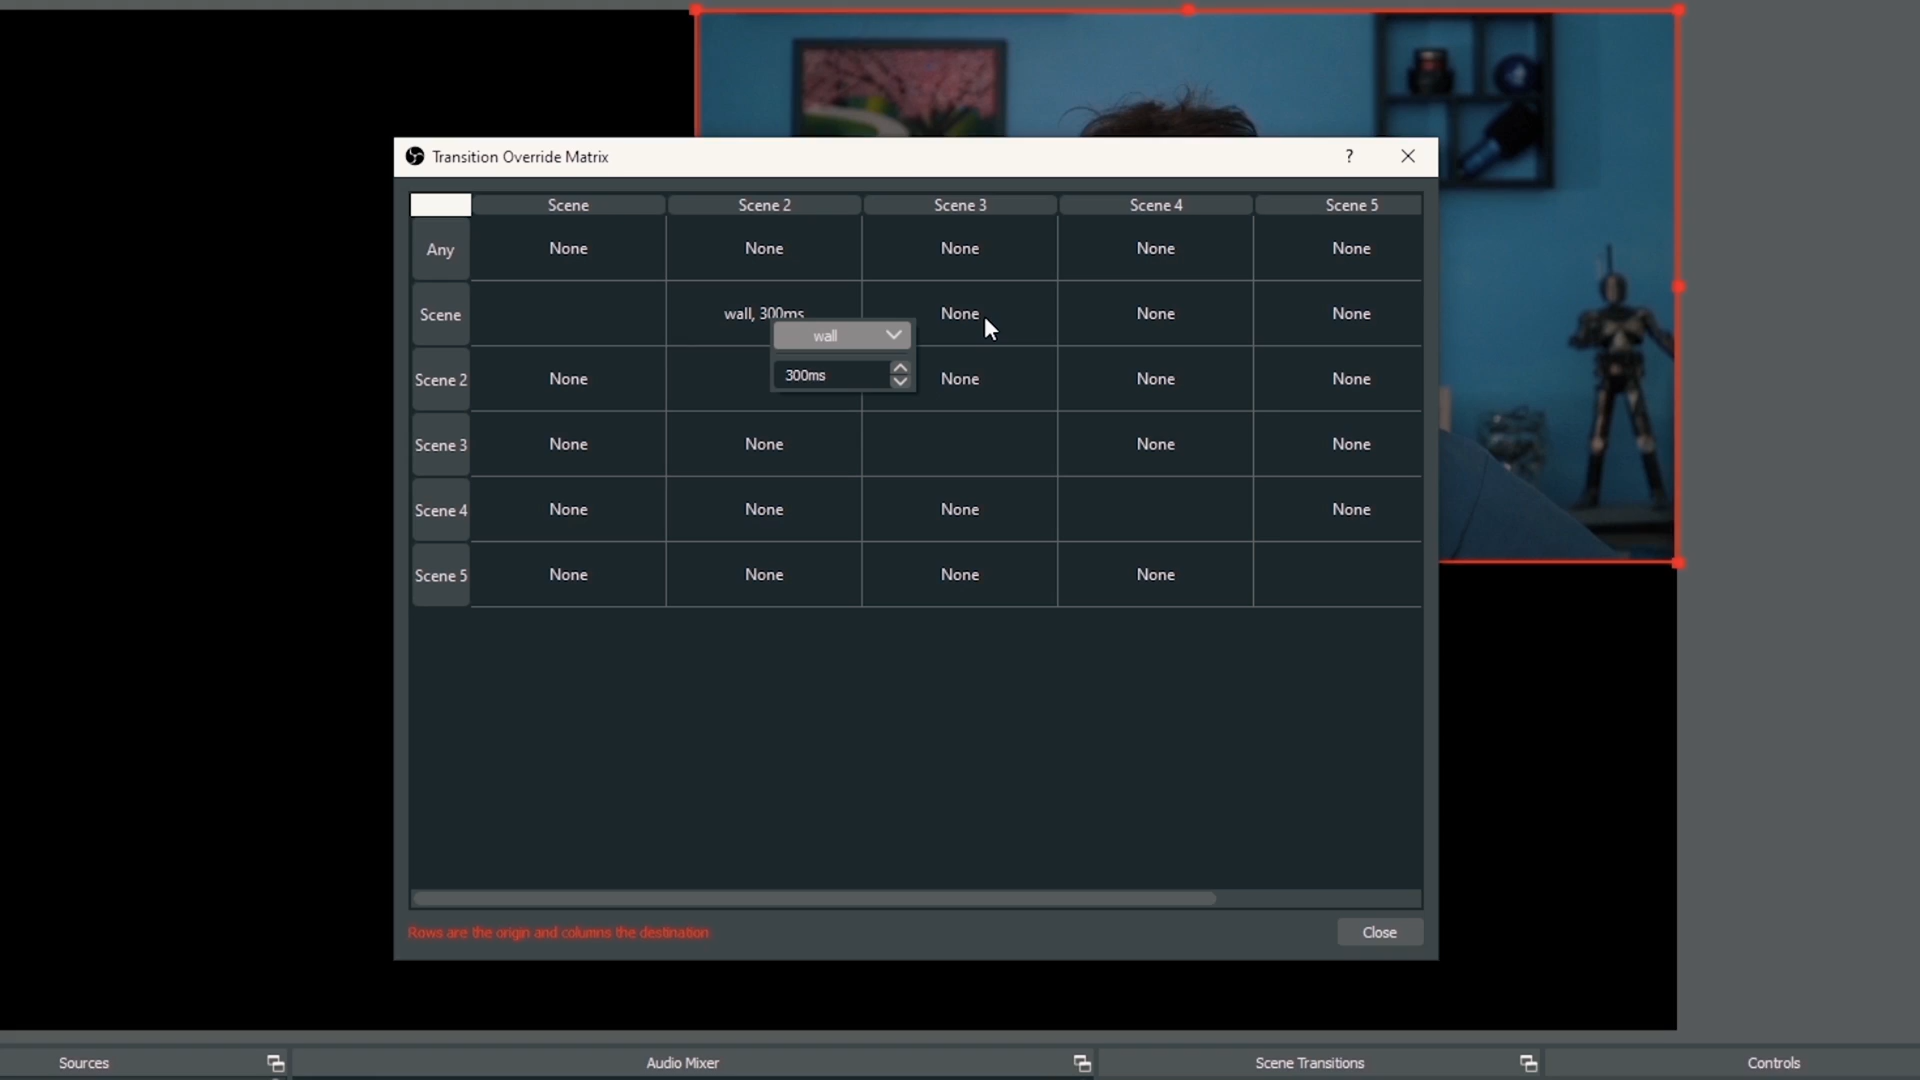 Transition Override Matrix ?
Scene Scene 2 Scene 3 Scene 4 Scene 5
Any None None None None None
Scene wall, 300ms None None None
wall
Scene 2 None None None None
300ms
Scene 3 None None None None
Scene 4 None None None None
Scene 5 None None None None
Rows are the origin and columns the destination
Close
Sources Audio Mixer Scene Transitions Controls